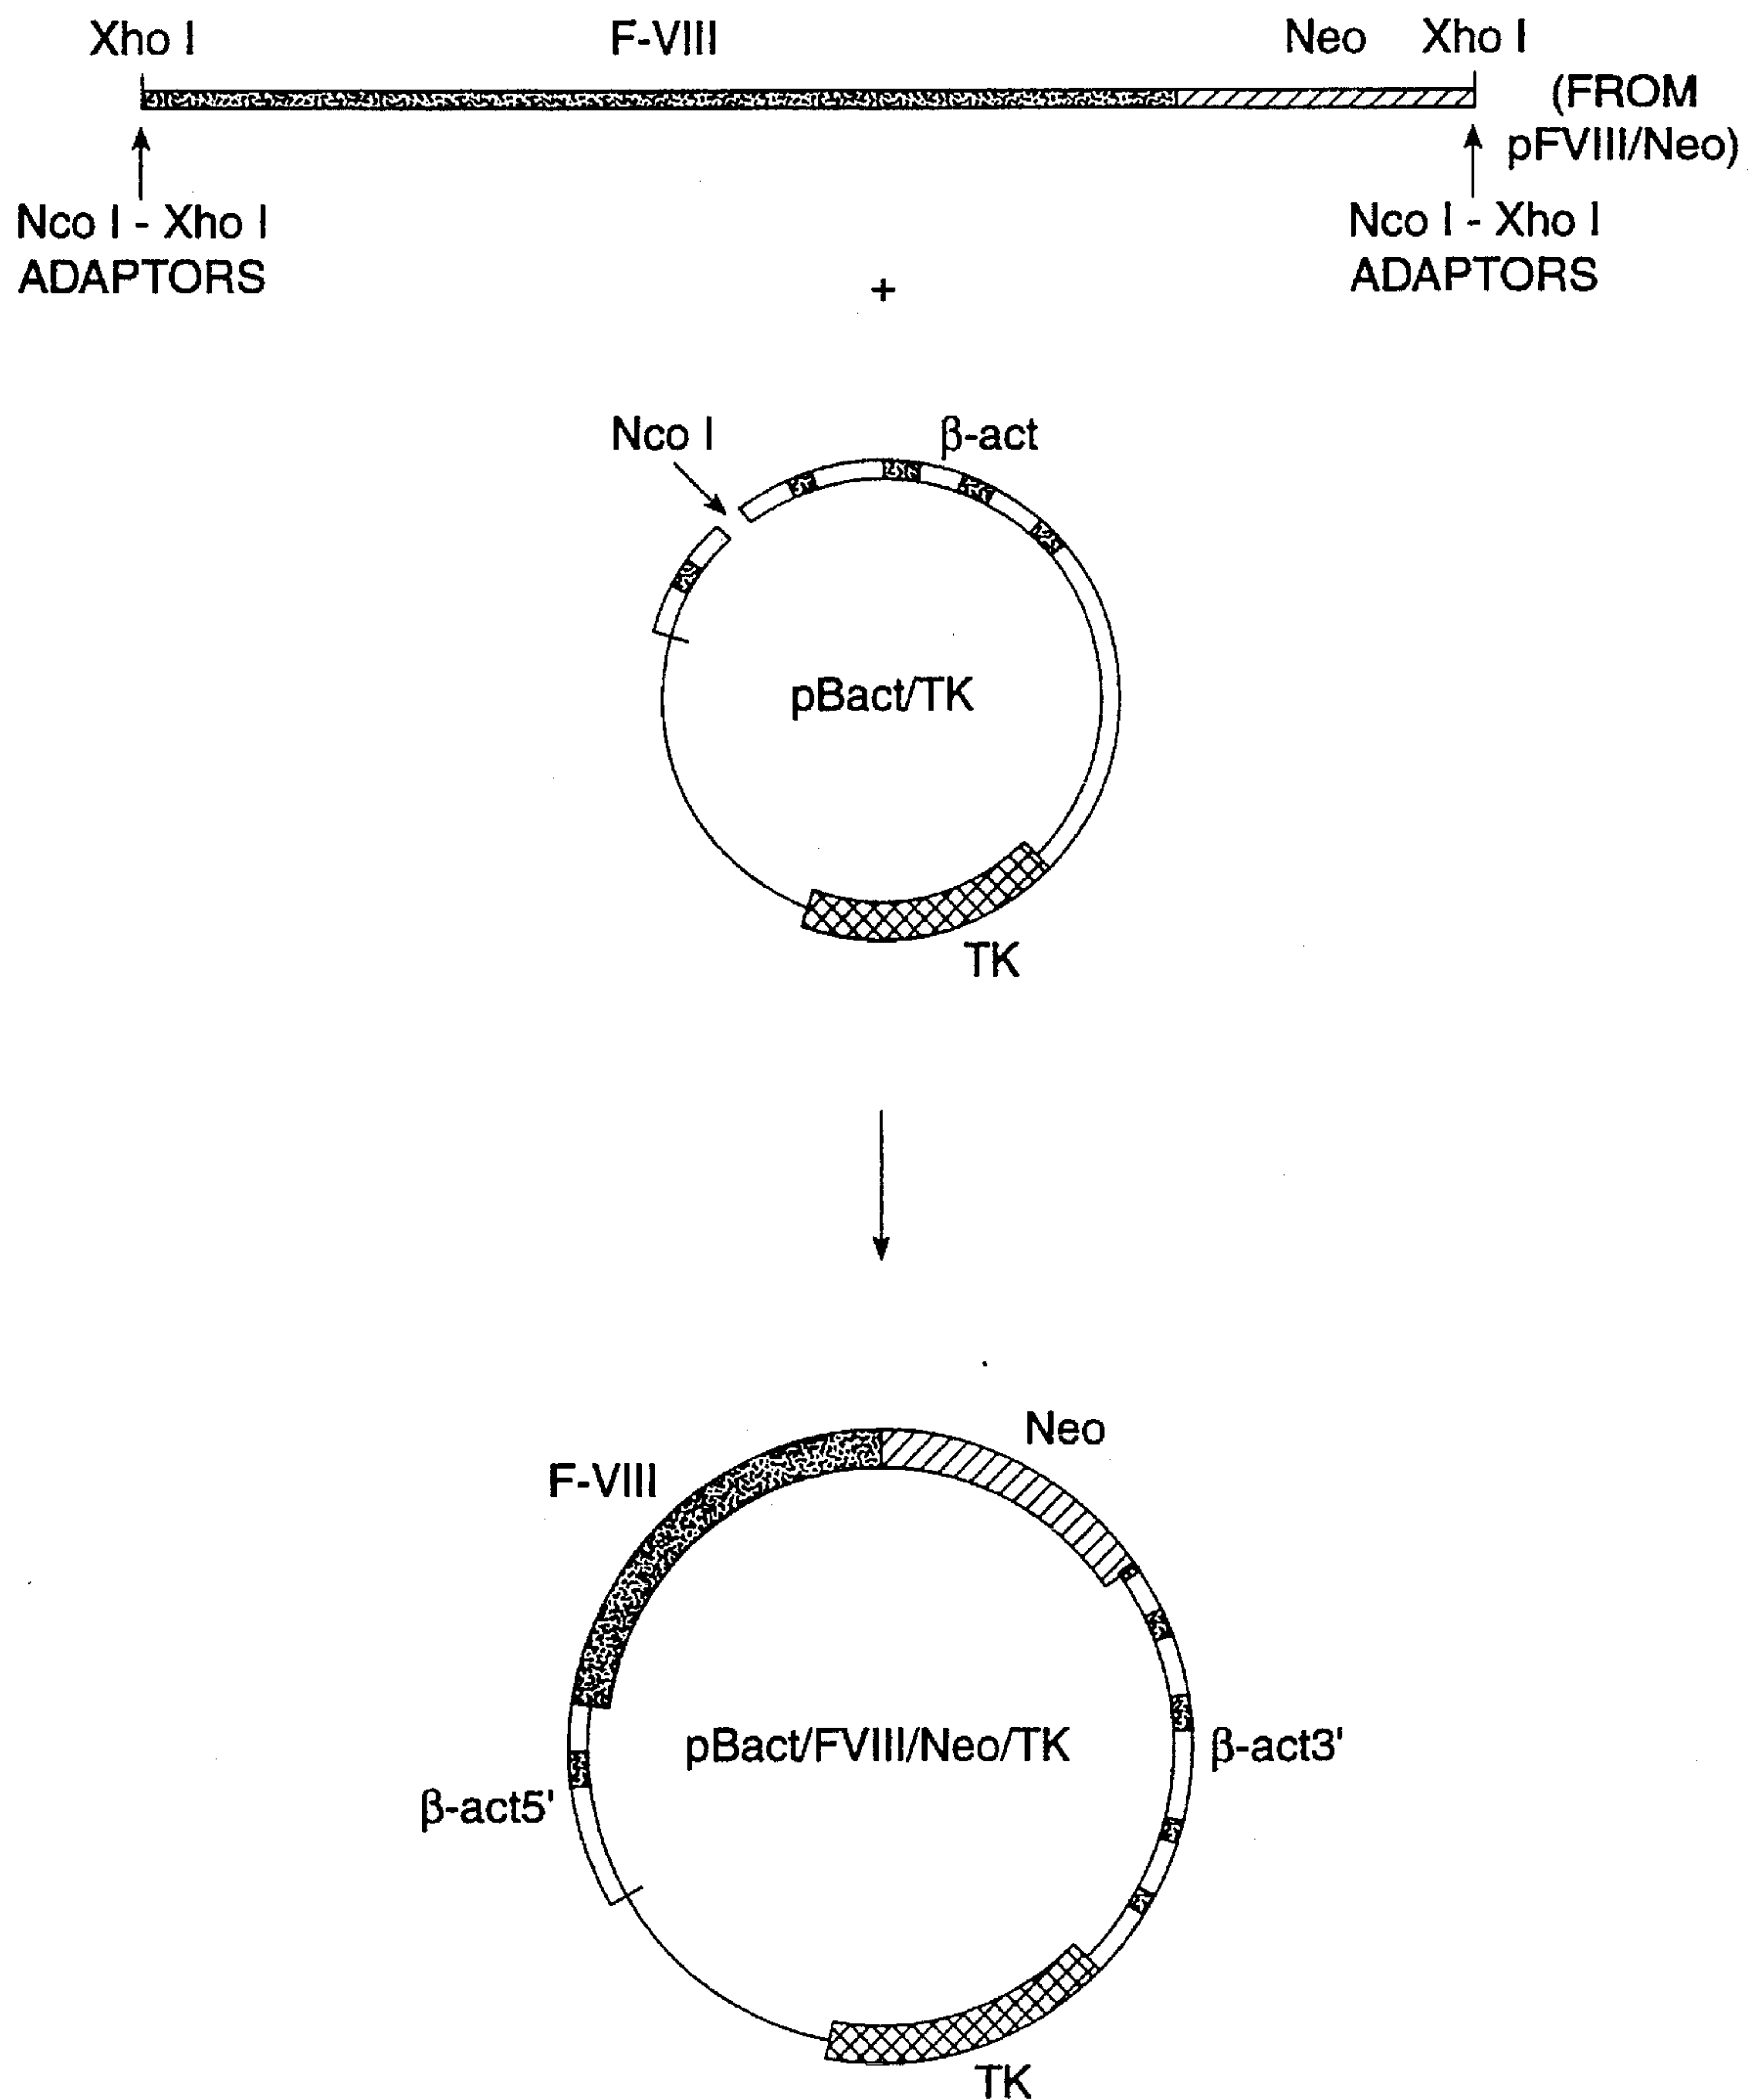 Xho I F-VIII Neo Xho I
(FROM
pFVIII/Neo)
Nco I - Xho I
ADAPTORS
Nco I - Xho I
ADAPTORS
+
Nco I
β-act
pBact/TK
TK
Neo
F-VIII
pBact/FVIII/Neo/TK
β-act3'
β-act5'
TK